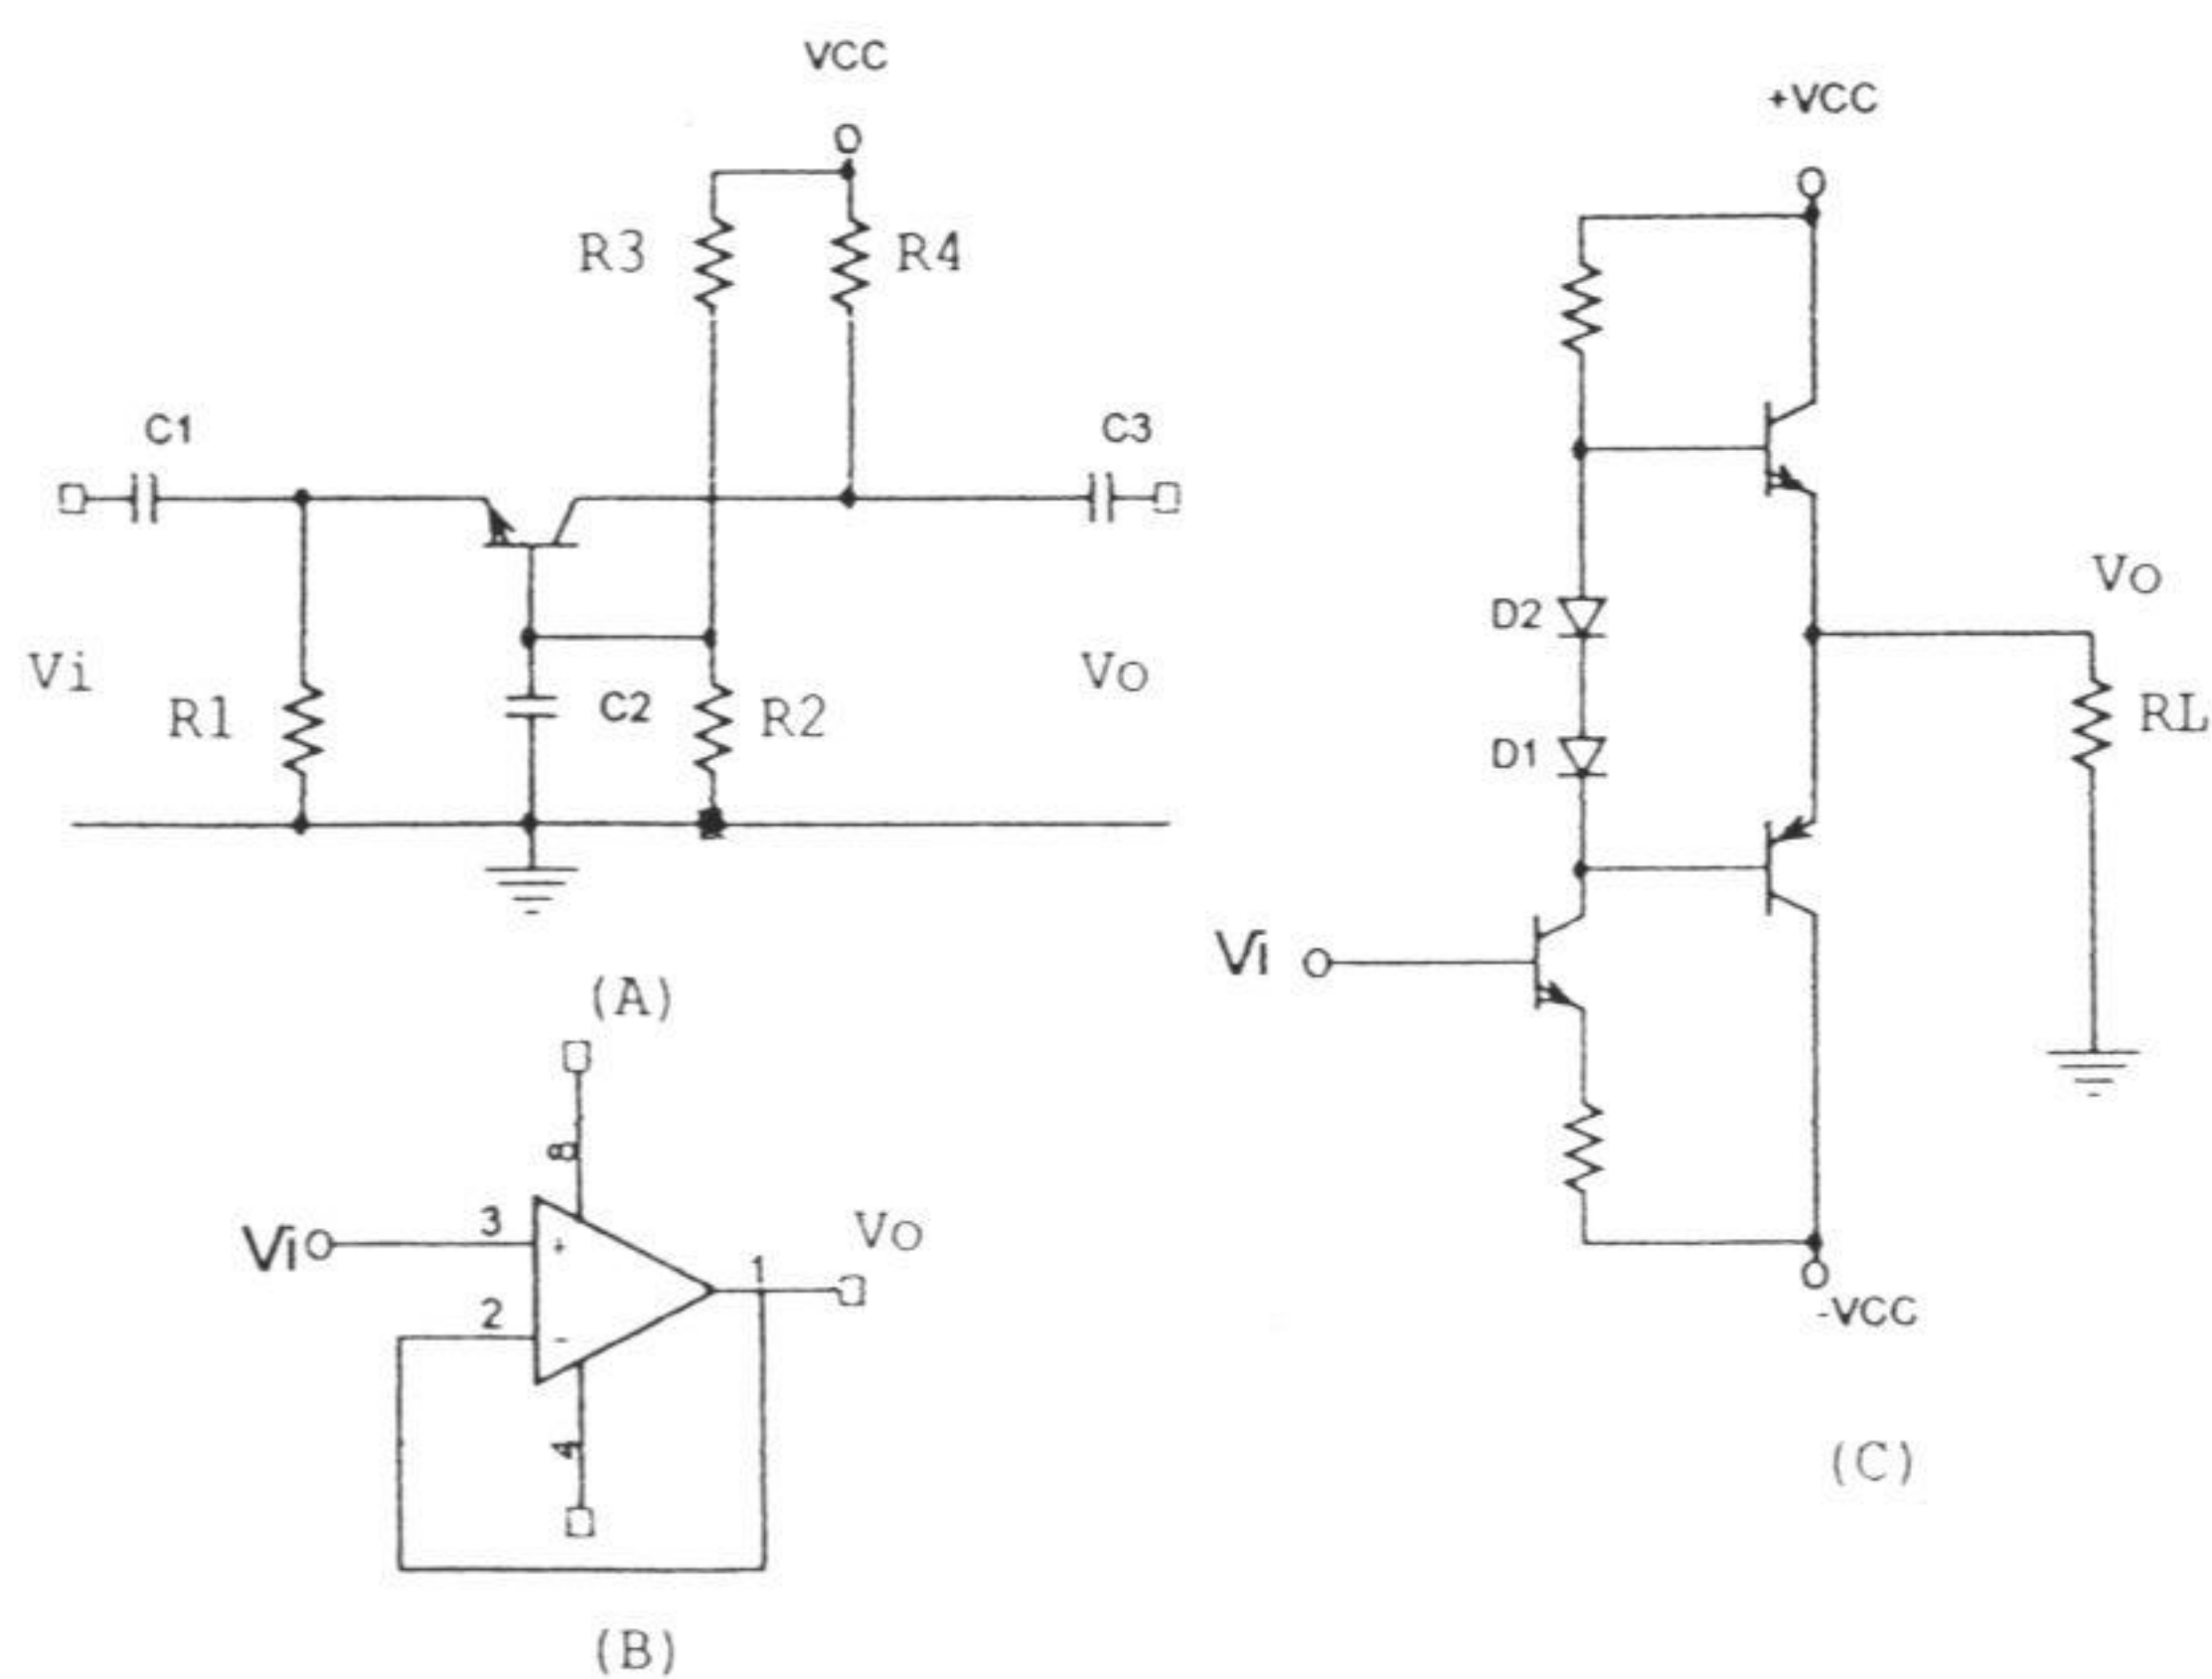 VCC
R3
R4
C1
C3
Vi
R1
C2
R2
Vo
(A)
8
Vi
3
+
2
-
1
Vo
4
(B)
+VCC
D2
D1
Vo
RL
Vi
-VCC
(C)